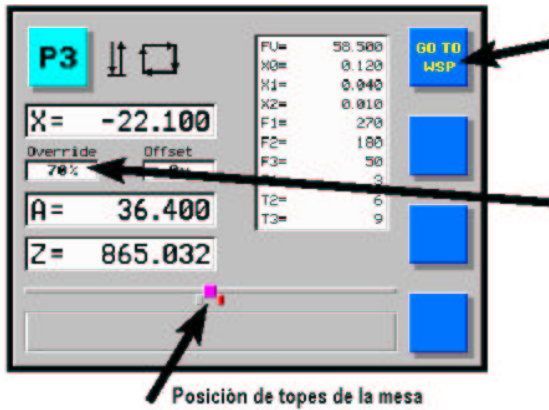 P3
X= -22.100
Override Offset
70%
A= 36.400
Z= 865.032
FU= 58.500
X0= 0.120
X1= 0.040
X2= 0.010
F1= 270
F2= 180
F3= 50
3
T2= 6
T3= 9
GO TO
WSP
Posición de topes de la mesa